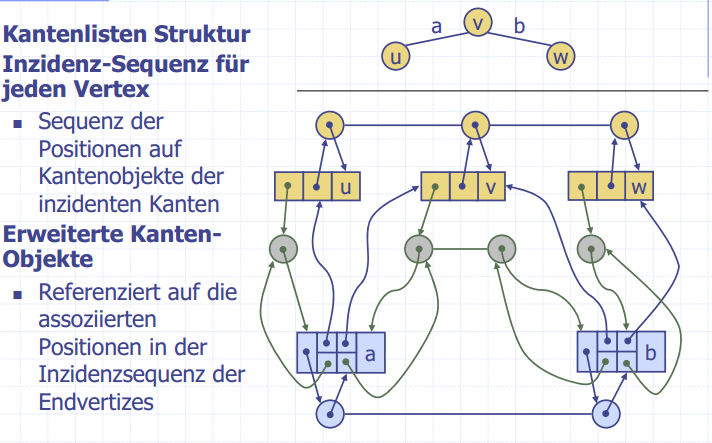 Kantenlisten Struktur
Inzidenz-Sequenz für
jeden Vertex
Sequenz der
Positionen auf
Kantenobjekte der
inzidenten Kanten
Erweiterte Kanten-
Objekte
Referenziert auf die
assoziierten
Positionen in der
Inzidenzsequenz der
Endvertizes
a v b
u w
u v w
a b